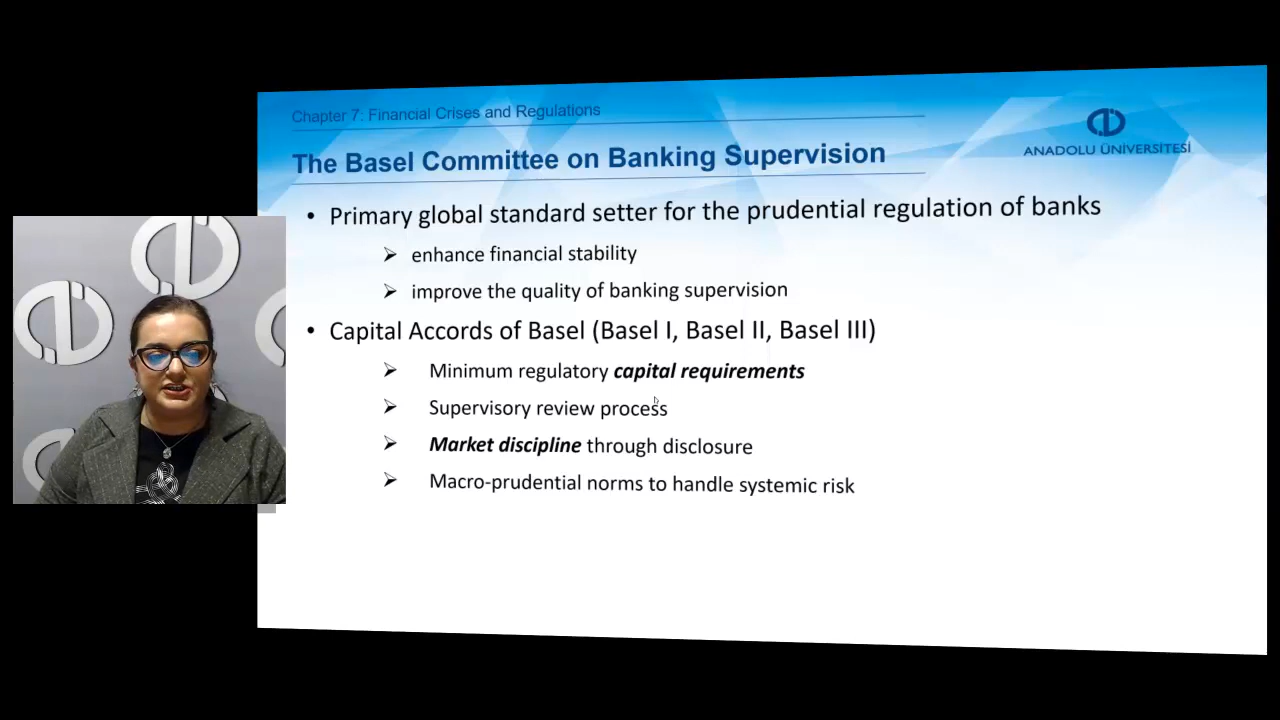 Chapter 7: Financial Crises and Regulations
ANADOLU ÜNİVERSİTESİ
The Basel Committee on Banking Supervision
• Primary global standard setter for the prudential regulation of banks
➢ enhance financial stability
➢ improve the quality of banking supervision
• Capital Accords of Basel (Basel I, Basel II, Basel III)
➢ Minimum regulatory capital requirements
➢ Supervisory review process
➢ Market discipline through disclosure
➢ Macro-prudential norms to handle systemic risk